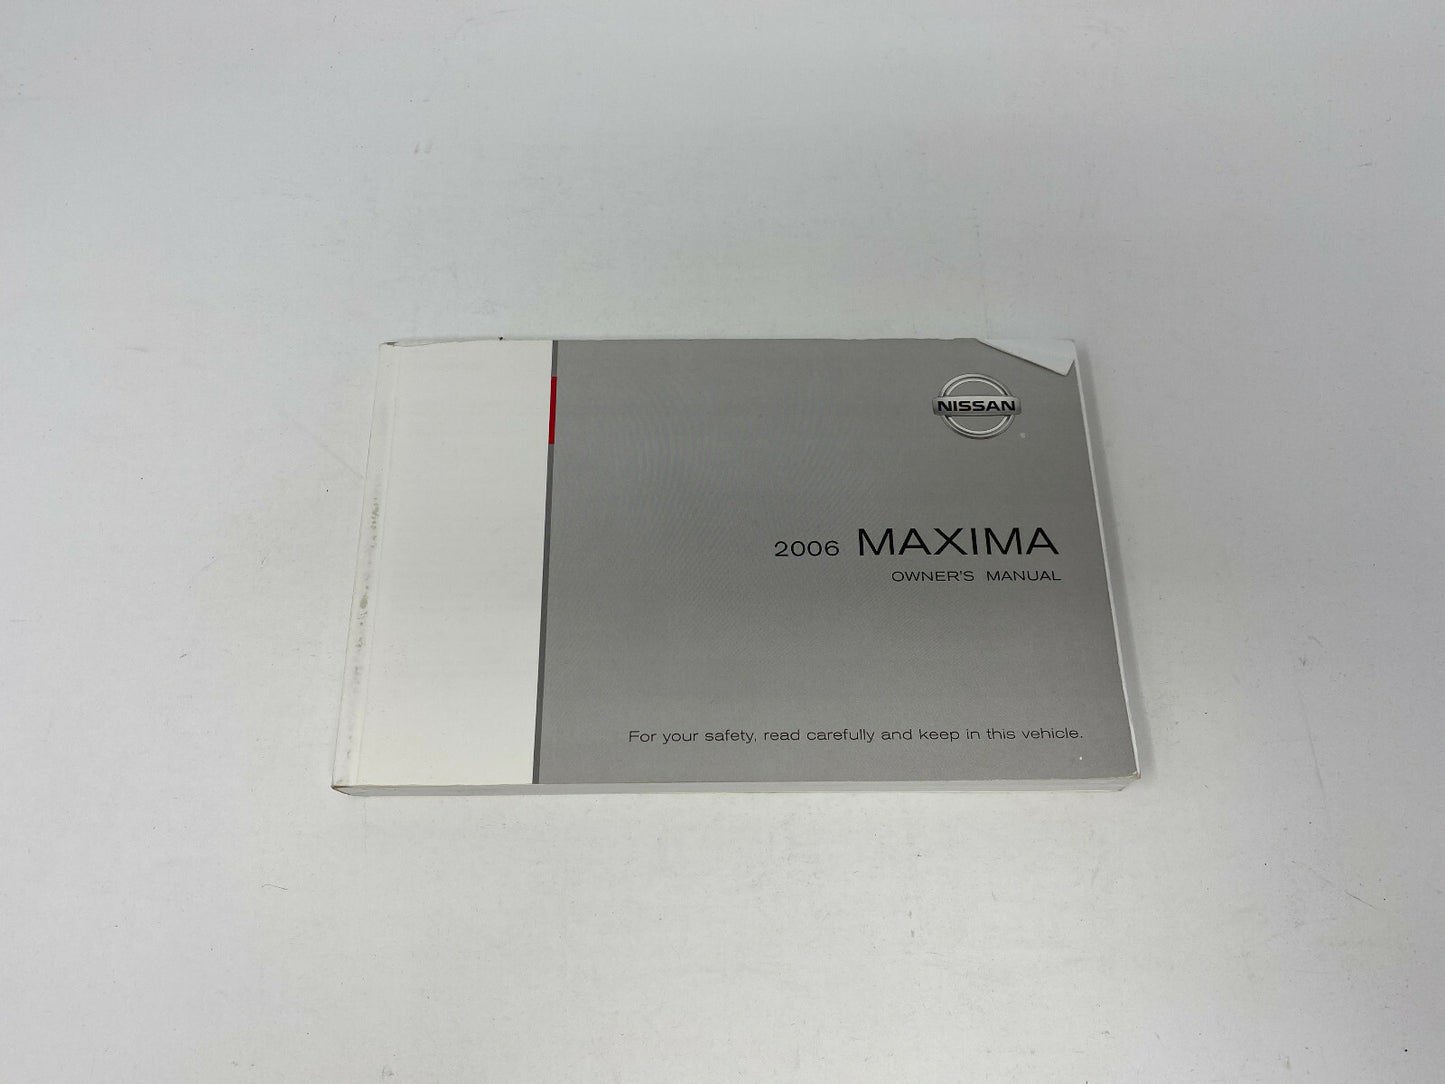 NISSAN
2006 MAXIMA
OWNER'S MANUAL
For your safety, read carefully and keep in this vehicle.